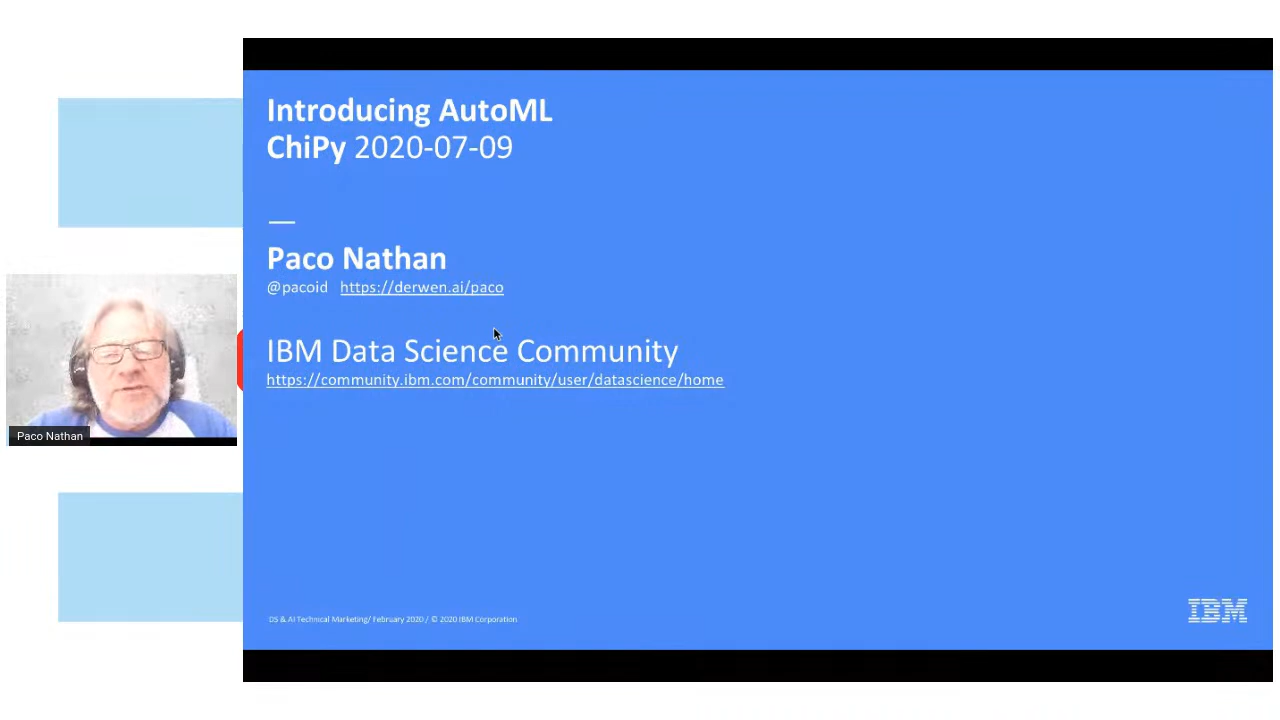 Introducing AutoML
ChiPy 2020-07-09
—
Paco Nathan
@pacoid https://derwen.ai/paco
IBM Data Science Community
https://community.ibm.com/community/user/datascience/home
Paco Nathan
DS & AI Technical Marketing/ February 2020 / © 2020 IBM Corporation
IBM